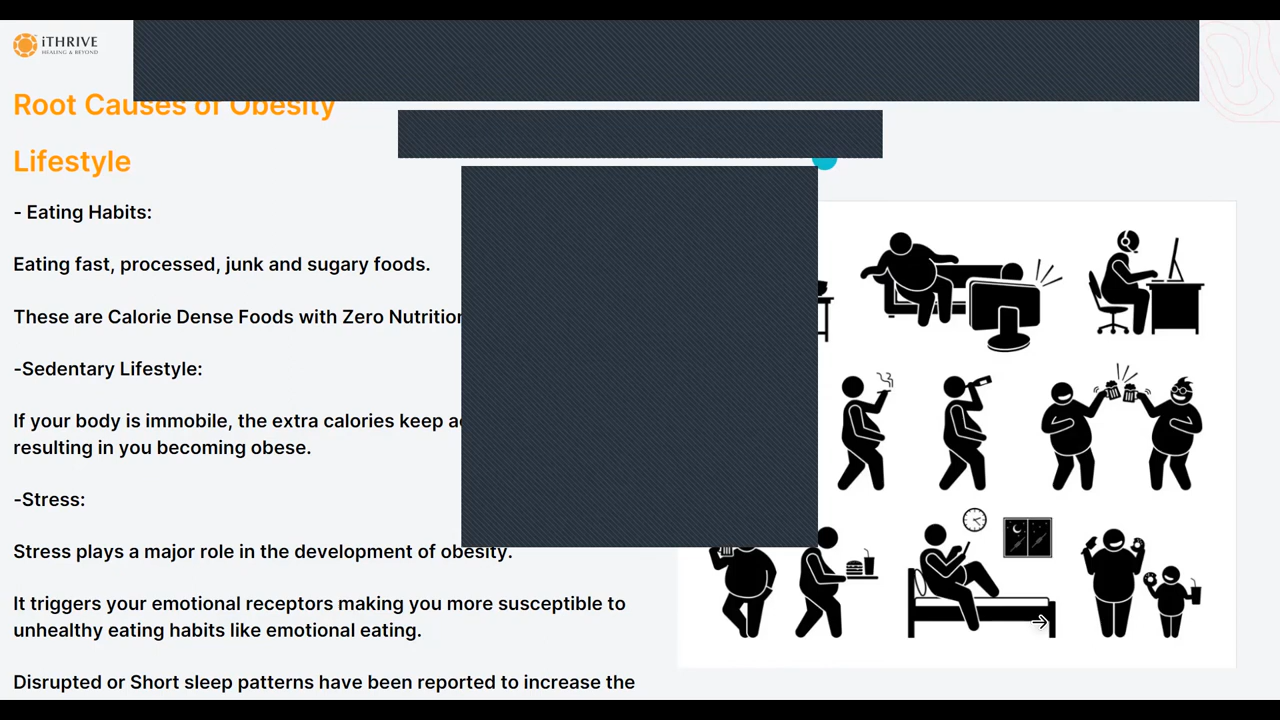 iTHRIVE
HEALING & BEYOND
Root Causes of Obesity
Lifestyle
- Eating Habits:
Eating fast, processed, junk and sugary foods.
These are Calorie Dense Foods with Zero
-Sedentary Lifestyle:
If your body is immobile, the extra calories keep
resulting in you becoming obese.
-Stress:
Stress plays a major role in the development of obesity.
It triggers your emotional receptors making you more susceptible to
unhealthy eating habits like emotional eating.
Disrupted or Short sleep patterns have been reported to increase the